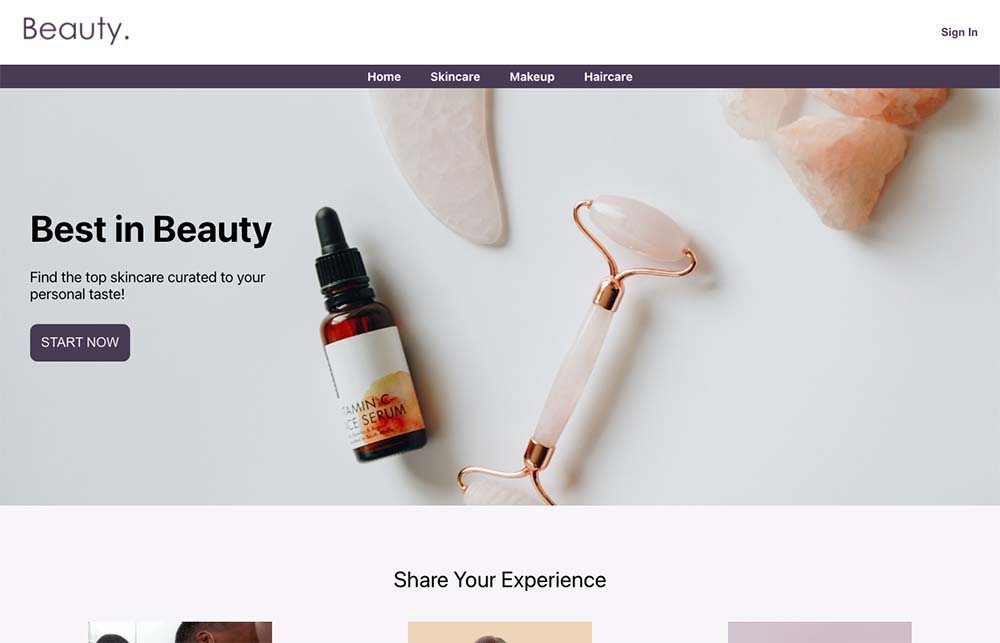 Beauty.
Sign In
Home Skincare Makeup Haircare
Best in Beauty
Find the top skincare curated to your
personal taste!
START NOW
TAMIN C
CE SERUM
Share Your Experience